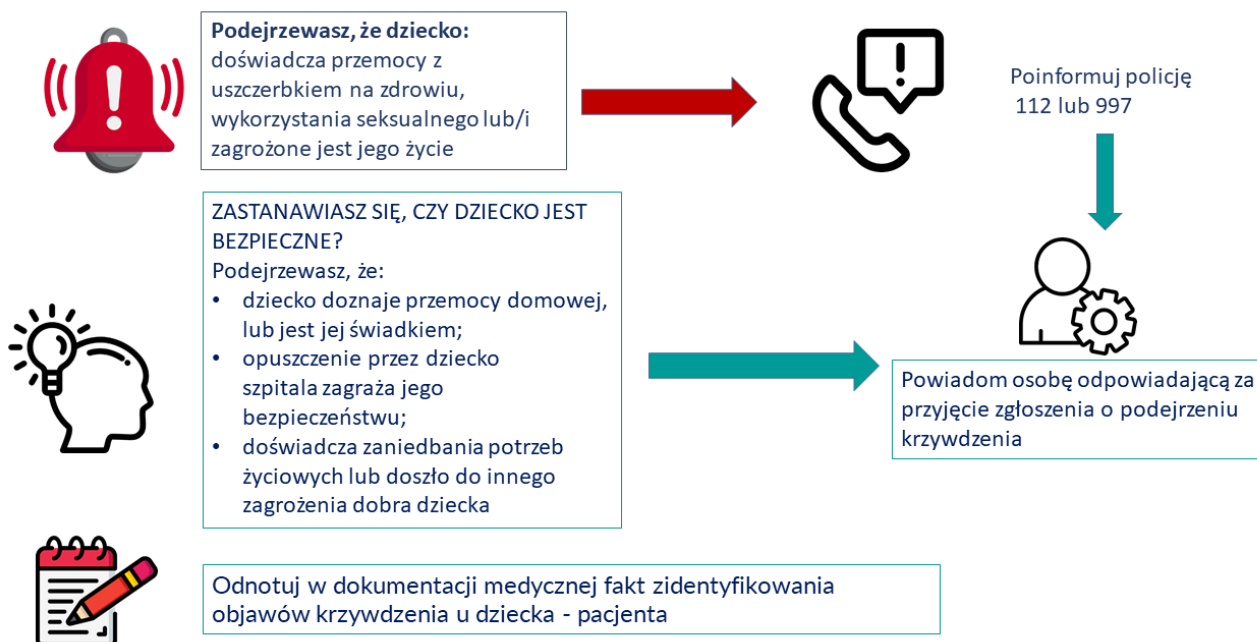 Podejrzewasz, że dziecko:
doświadcza przemocy z
uszczerbkiem na zdrowiu,
wykorzystania seksualnego lub/i
zagrożone jest jego życie
Poinformuj policję
112 lub 997
ZASTANAWIASZ SIĘ, CZY DZIECKO JEST
BEZPIECZNE?
Podejrzewasz, że:
• dziecko doznaje przemocy domowej,
lub jest jej świadkiem;
• opuszczenie przez dziecko
szpitala zagraża jego
bezpieczeństwu;
• doświadcza zaniedbania potrzeb
życiowych lub doszło do innego
zagrożenia dobra dziecka
Powiadom osobę odpowiadającą za
przyjęcie zgłoszenia o podejrzeniu
krzywdzenia
Odnotuj w dokumentacji medycznej fakt zidentyfikowania
objawów krzywdzenia u dziecka - pacjenta